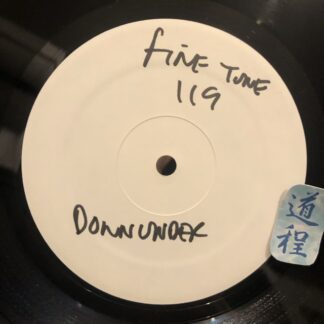 fine Tune
119
Downunder
道程